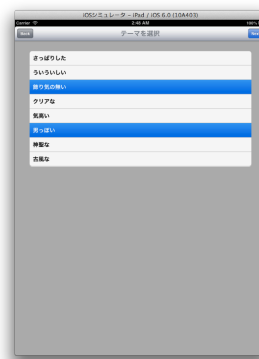 iOSシミュレータ - iPad / iOS 6.0 (10A403)
Carrier 2:48 AM 100%
Back テーマを選択
さっぱりした
ういういしい
飾り気の無い
クリアな
気高い
男っぽい
神聖な
古風な